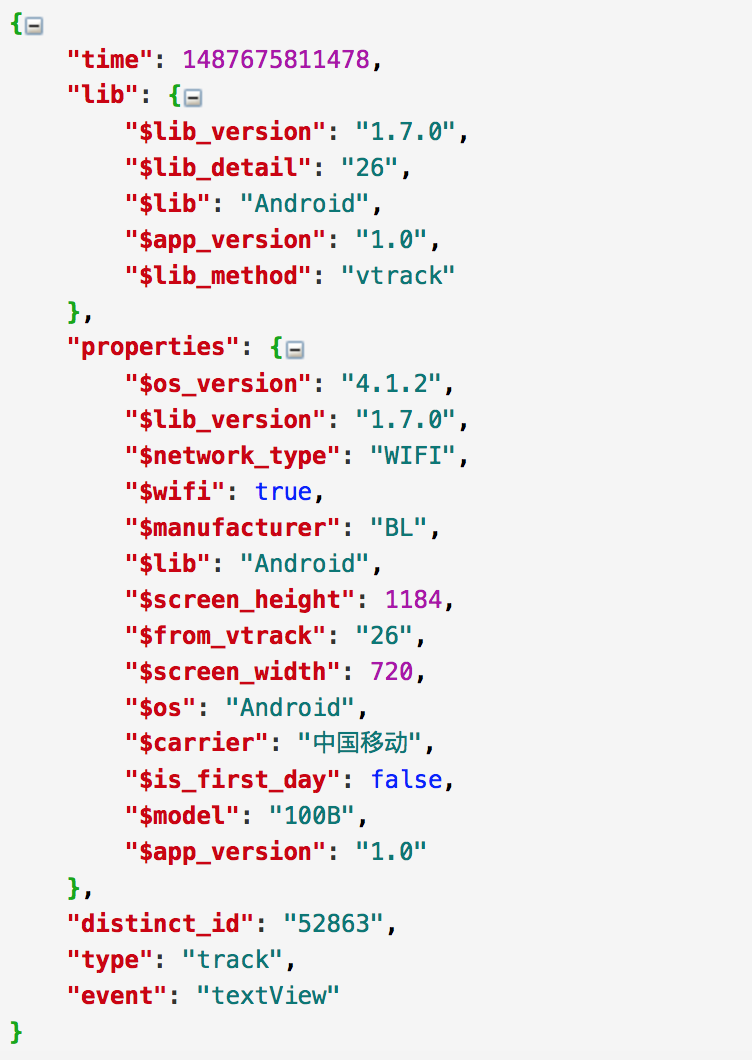 {
"time": 1487675811478,
"lib": {
"$lib_version": "1.7.0",
"$lib_detail": "26",
"$lib": "Android",
"$app_version": "1.0",
"$lib_method": "vtrack"
},
"properties": {
"$os_version": "4.1.2",
"$lib_version": "1.7.0",
"$network_type": "WIFI",
"$wifi": true,
"$manufacturer": "BL",
"$lib": "Android",
"$screen_height": 1184,
"$from_vtrack": "26",
"$screen_width": 720,
"$os": "Android",
"$carrier": "中国移动",
"$is_first_day": false,
"$model": "100B",
"$app_version": "1.0"
},
"distinct_id": "52863",
"type": "track",
"event": "textView"
}